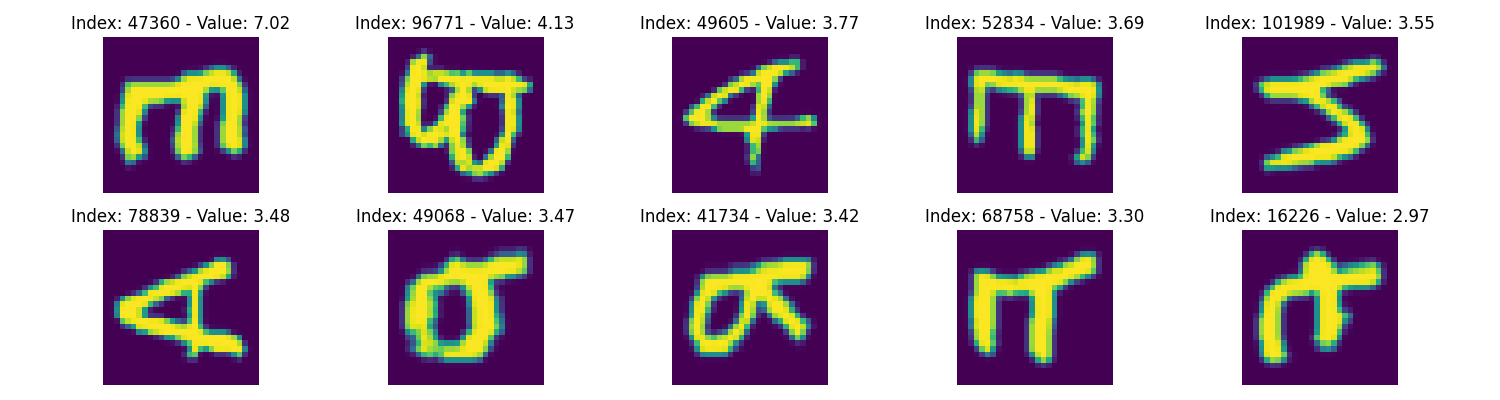 Index: 47360 - Value: 7.02 Index: 96771 - Value: 4.13 Index: 49605 - Value: 3.77 Index: 52834 - Value: 3.69 Index: 101989 - Value: 3.55
Index: 78839 - Value: 3.48 Index: 49068 - Value: 3.47 Index: 41734 - Value: 3.42 Index: 68758 - Value: 3.30 Index: 16226 - Value: 2.97